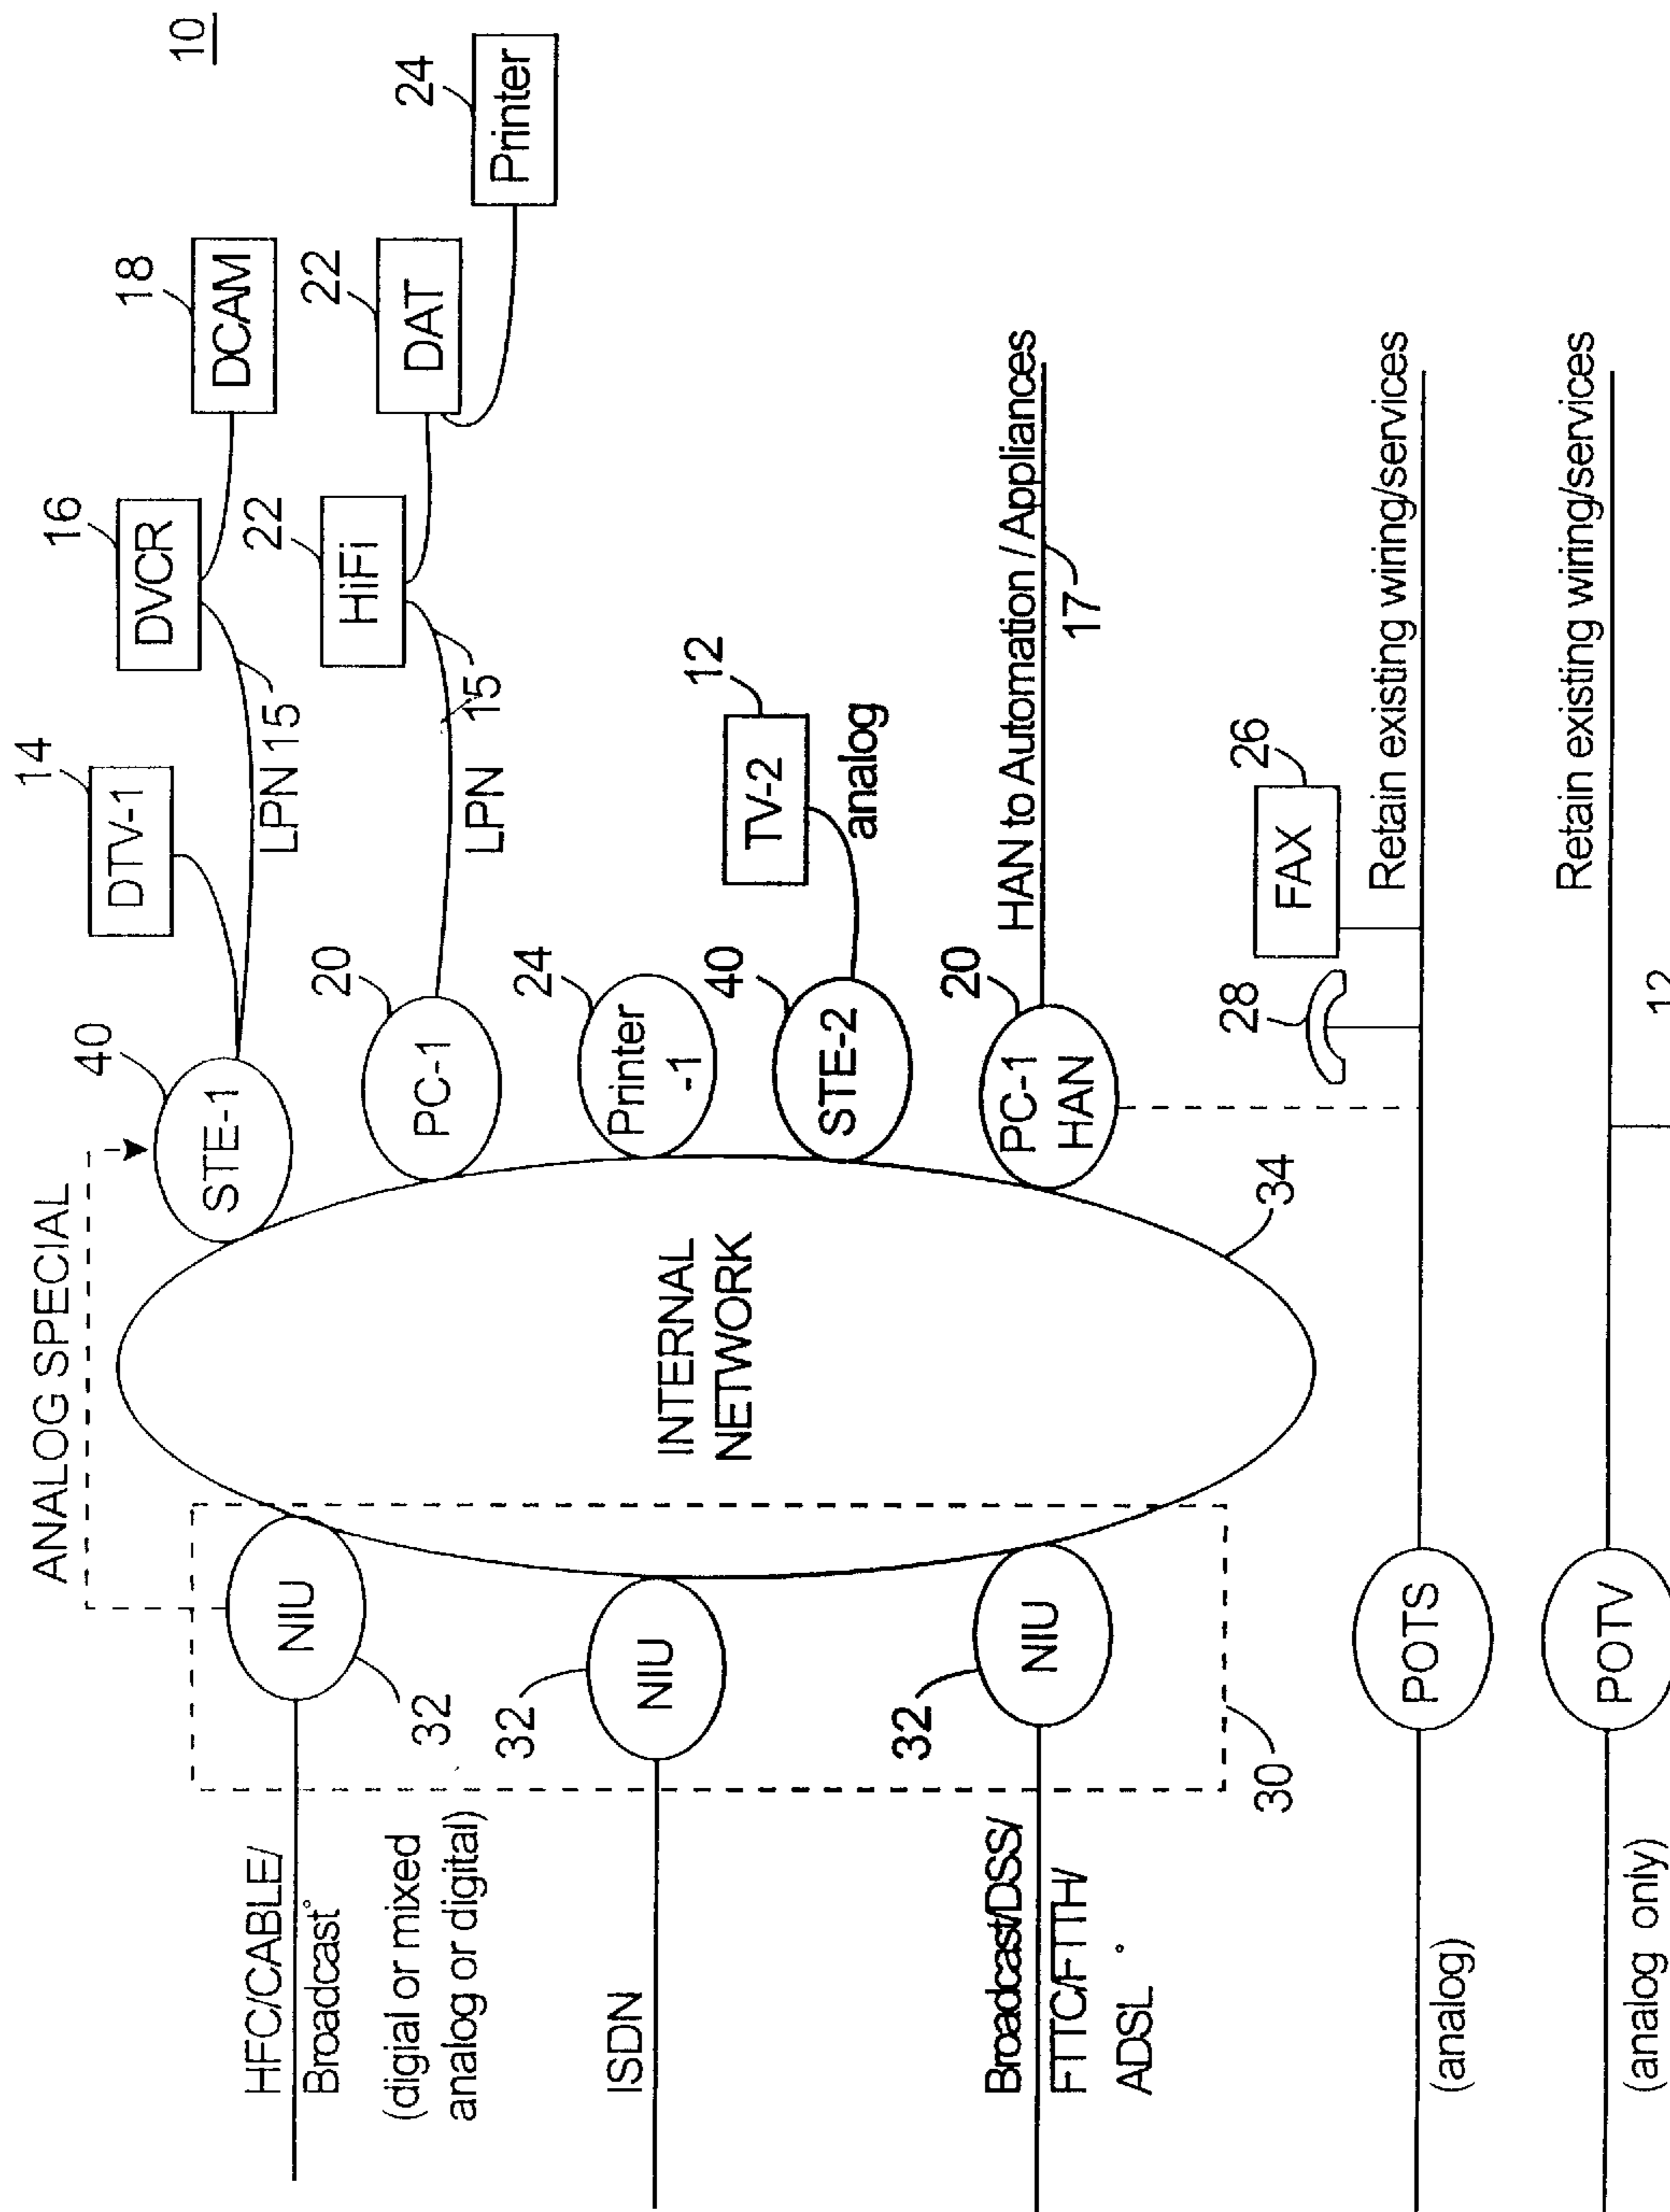 10
ANALOG SPECIAL
40
STE-1
14
DTV-1
LPN 15
16
DVCR
18
DCAM
20
PC-1
LPN
15
22
HiFi
22
DAT
24
Printer
24
Printer
-1
40
STE-2
12
TV-2
analog
20
PC-1
HAN
HAN to Automation / Appliances
17
INTERNAL
NETWORK
34
HFC/CABLE/
Broadcast°
(digial or mixed
analog or digital)
NIU
32
ISDN
NIU
32
Broadcast/DSS/
FTTC/FTTH/
ADSL°
NIU
32
30
28
FAX
26
(analog)
POTS
Retain existing wiring/services
(analog only)
POTV
Retain existing wiring/services
12